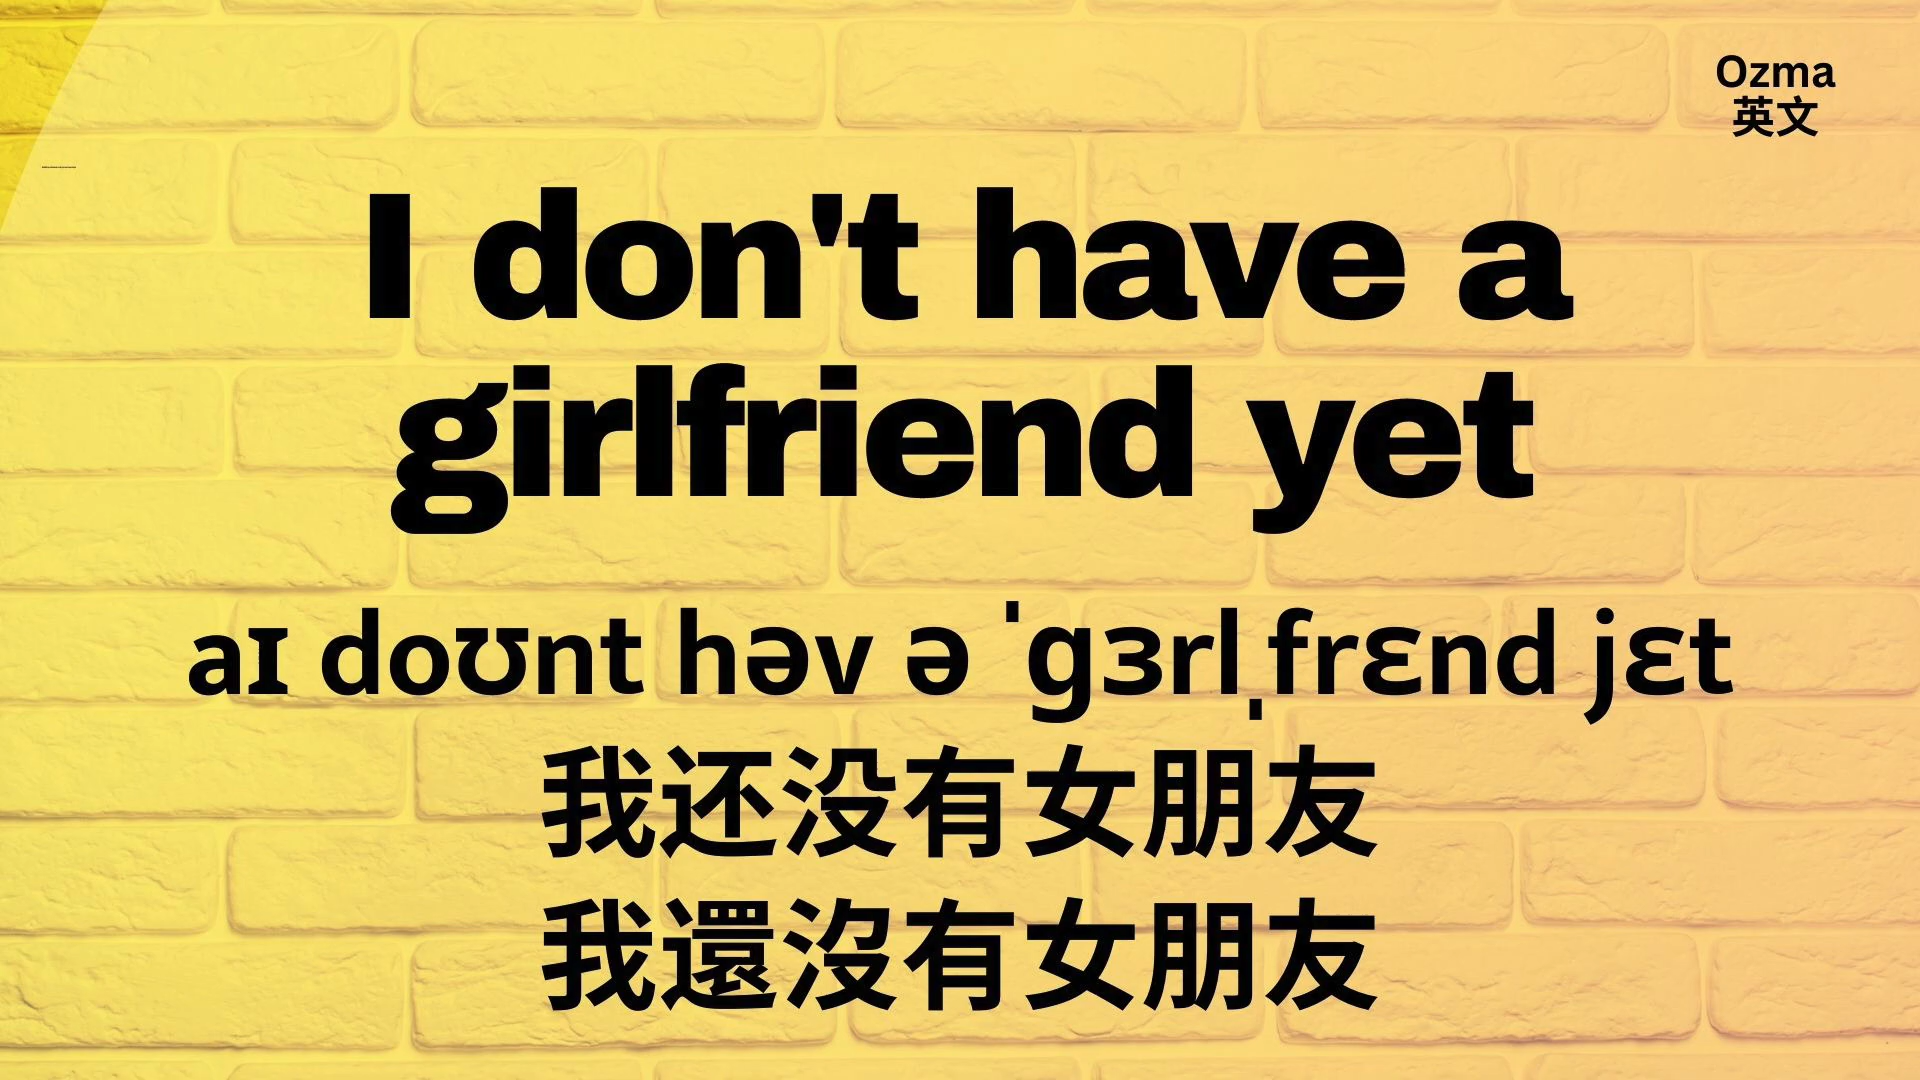 Ozma
英文
I don't have a
girlfriend yet
aɪ doʊnt həv ə ˈgɜrlˌfrɛnd jɛt
我还没有女朋友
我還沒有女朋友